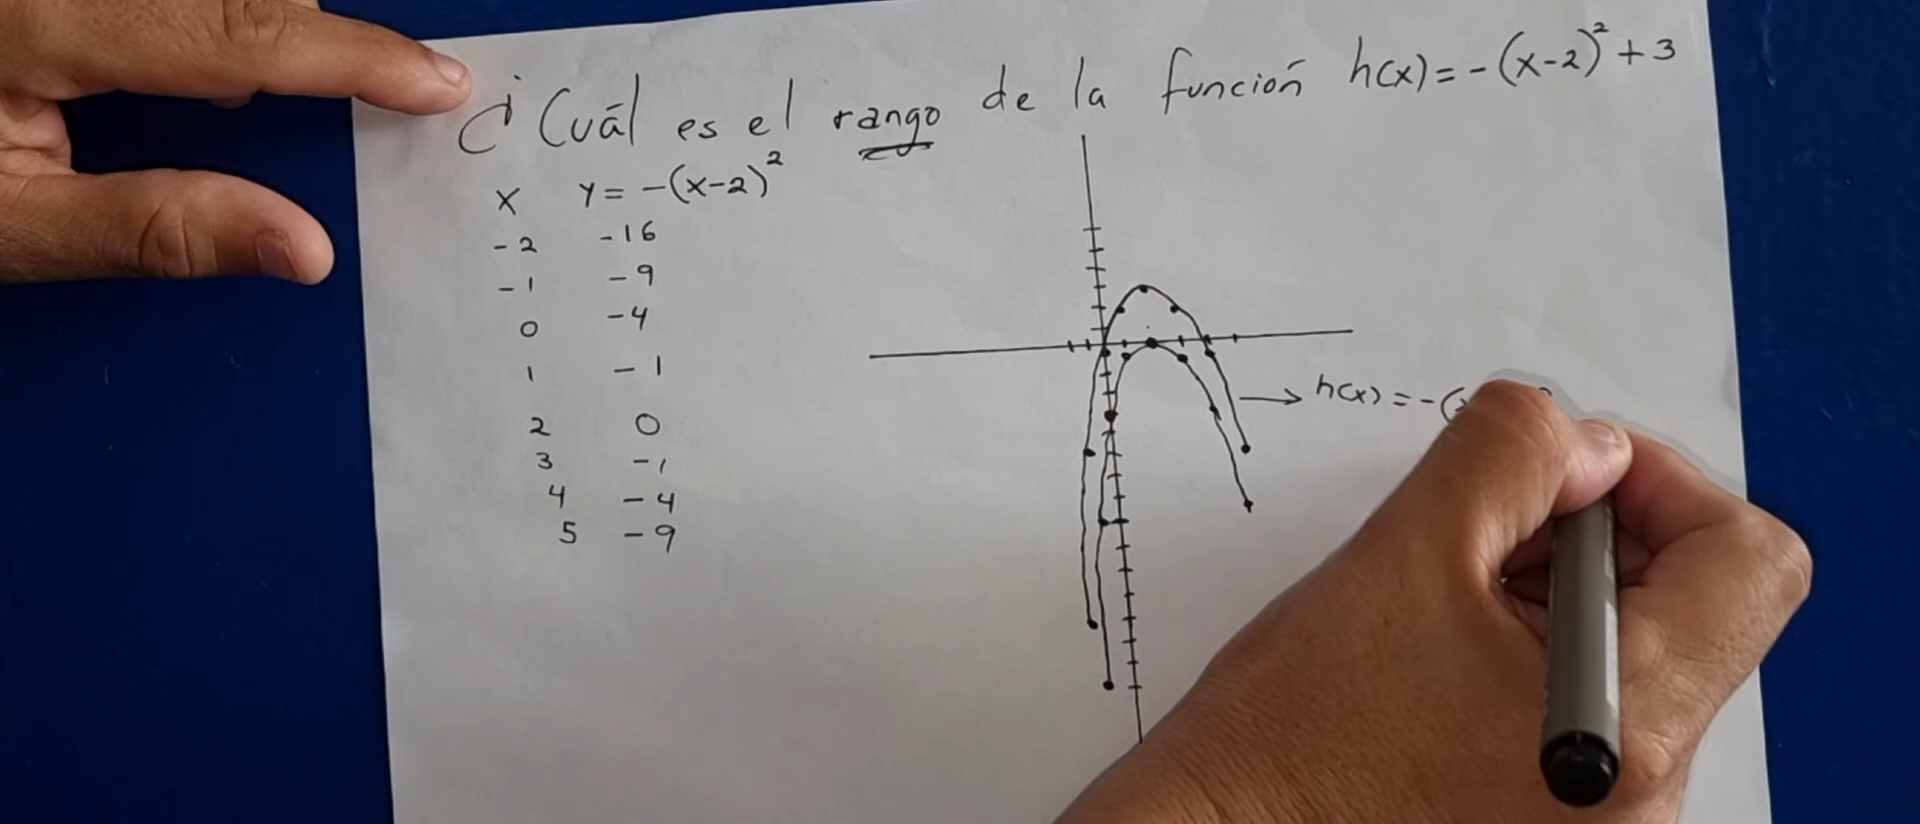 ¿Cuál es el rango de la función h(x) = -(x-2)² + 3
x y = -(x-2)²
-2 -16
-1 -9
0 -4
1 -1
2 0
3 -1
4 -4
5 -9
h(x) = -(